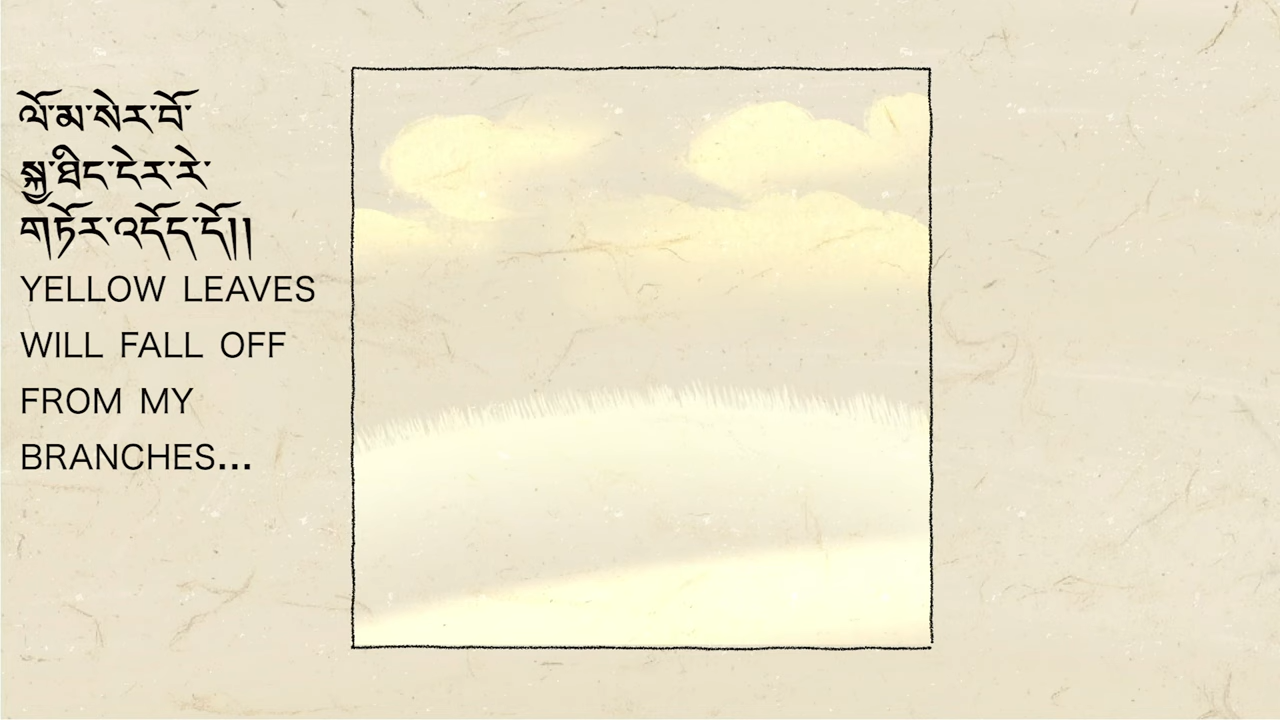 ལོ་མ་སེར་བོ་
སྐྱ་ཐིང་ངེར་རེ་
གཏོར་འདོད་དོ།།
YELLOW LEAVES
WILL FALL OFF
FROM MY
BRANCHES...